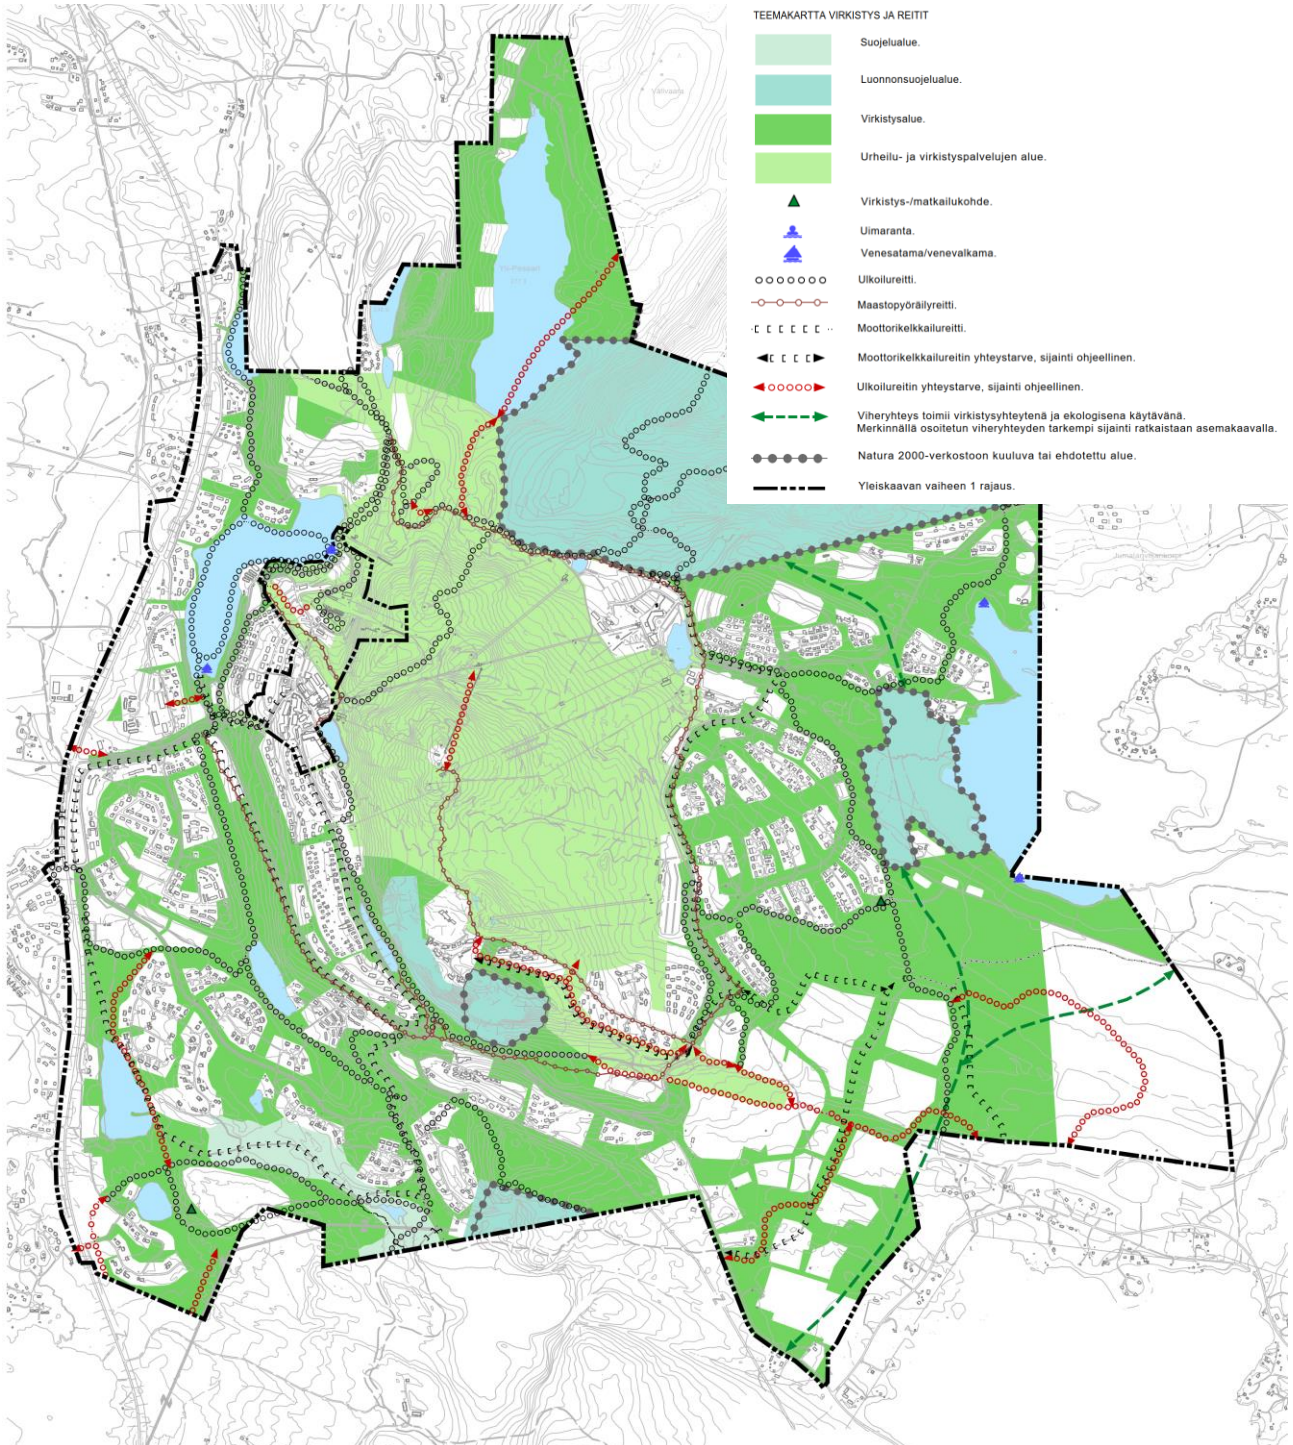 TEEMAKARTTA VIRKISTYS JA REITIT
Suojelualue.
Luonnonsuojelualue.
Virkistysalue.
Urheilu- ja virkistyspalvelujen alue.
Virkistys-/matkailukohde.
Uimaranta.
Venesatama/venevalkama.
Ulkoilureitti.
Maastopyöräilyreitti.
Moottorikelkkailureitti.
Moottorikelkkailureitin yhteystarve, sijainti ohjeellinen.
Ulkoilureitin yhteystarve, sijainti ohjeellinen.
Viheryhteys toimii virkistysyhteytenä ja ekologisena käytävänä.
Merkinnällä osoitetun viheryhteyden tarkempi sijainti ratkaistaan asemakaavalla.
Natura 2000-verkostoon kuuluva tai ehdotettu alue.
Yleiskaavan vaiheen 1 rajaus.